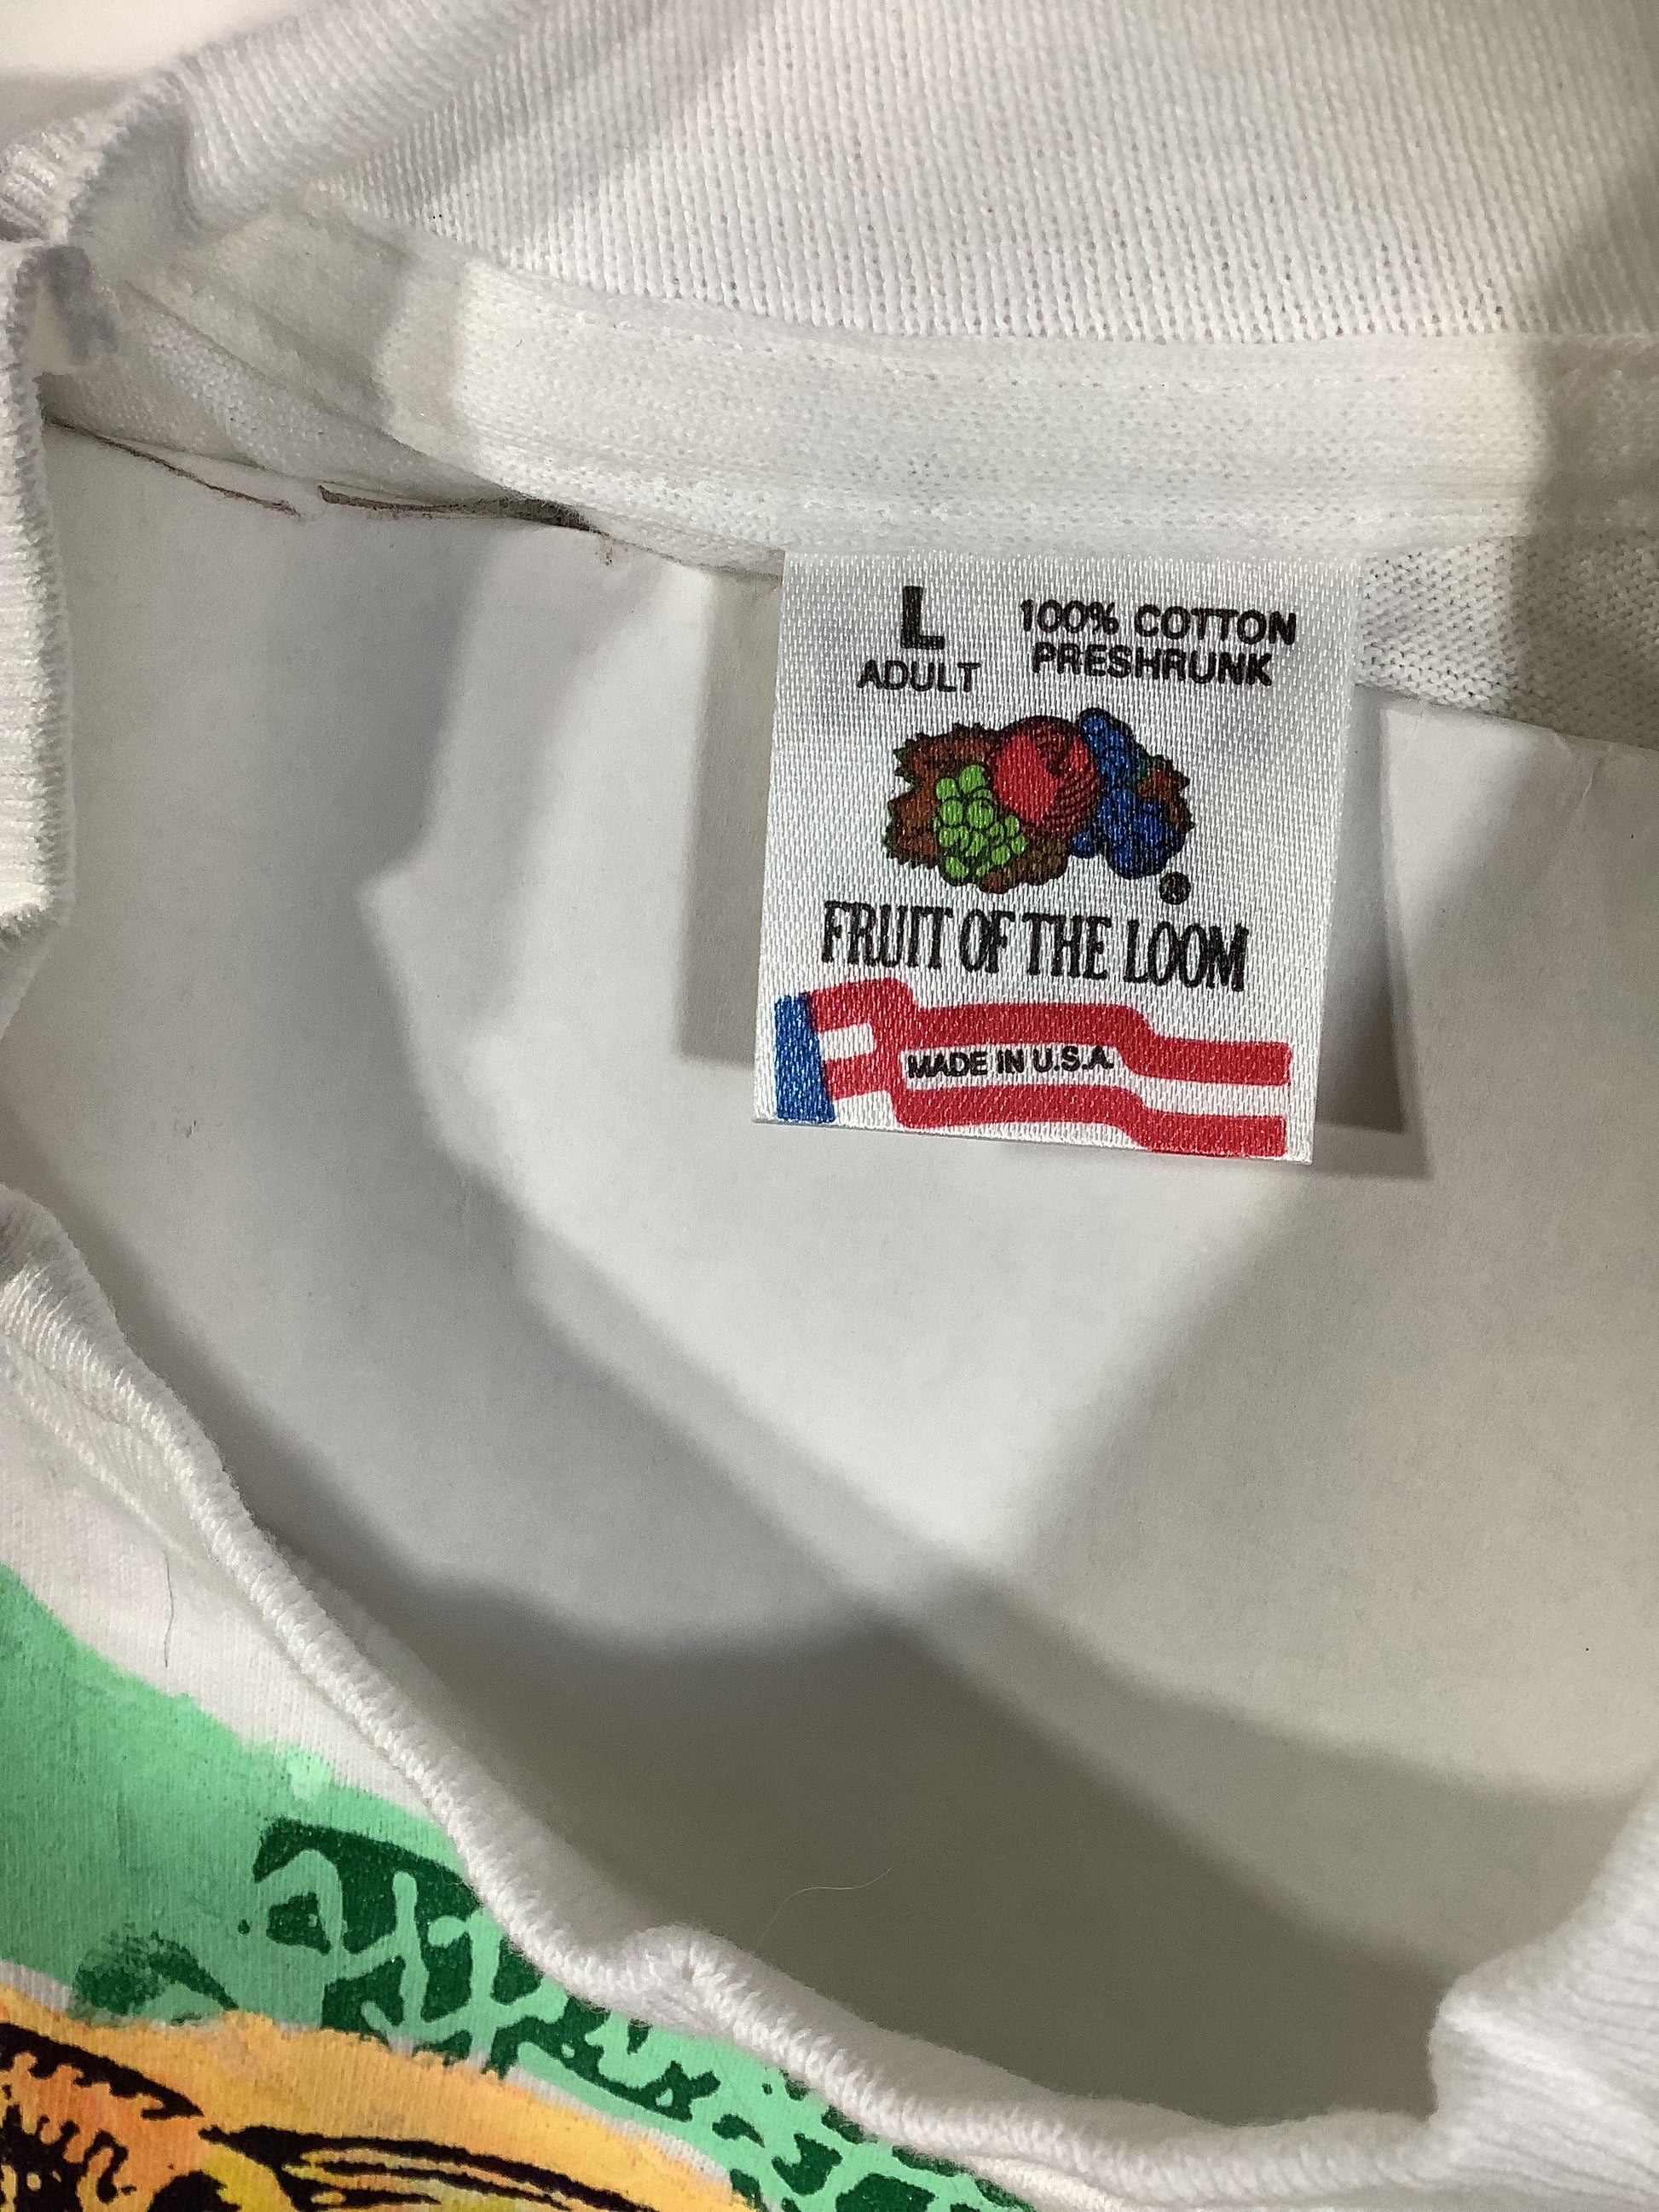 L
ADULT
100% COTTON
PRESHRUNK
®
FRUIT OF THE LOOM
MADE IN U.S.A.